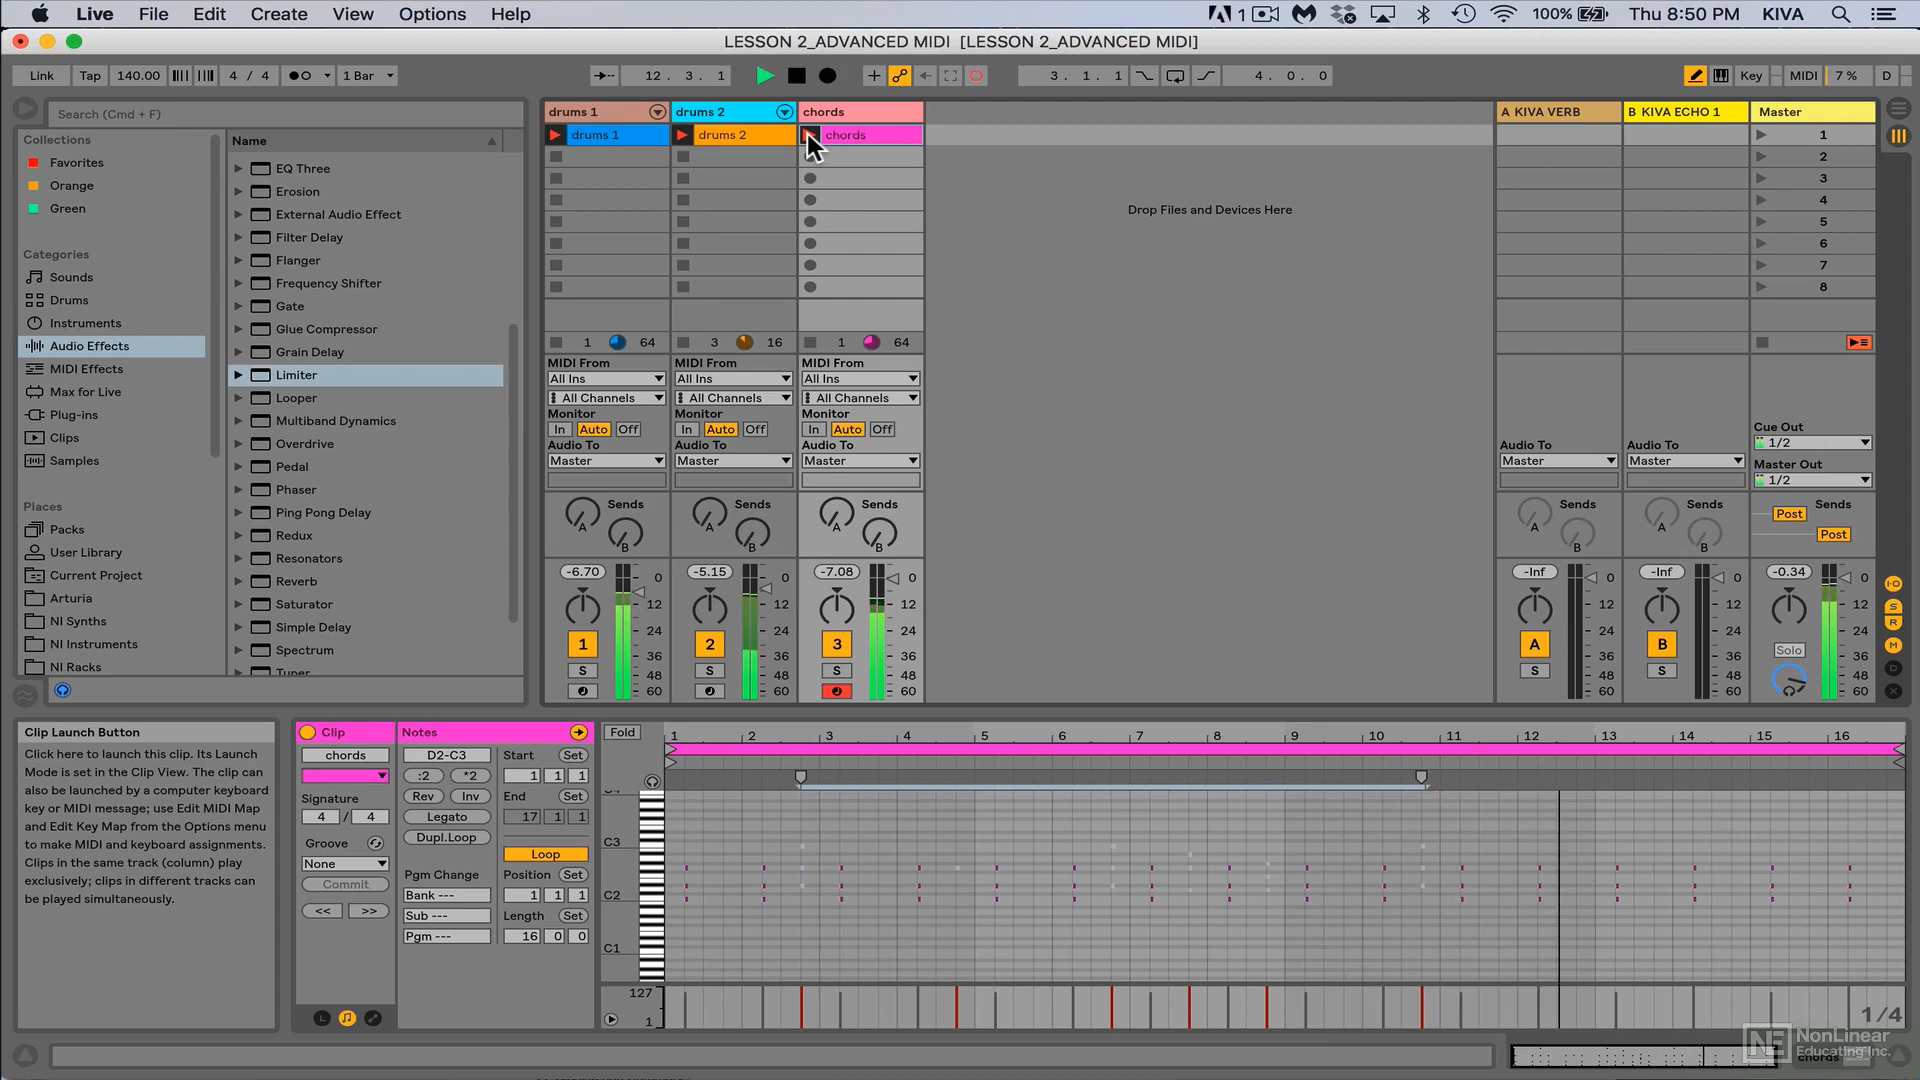 Live File Edit Create View Options Help 1 100% Thu 8:50 PM KIVA
LESSON 2_ADVANCED MIDI [LESSON 2_ADVANCED MIDI]
Link Tap 140.00 4 / 4 1 Bar 12. 3. 1 3. 1. 1 4. 0. 0 Key MIDI 7 % D
Search (Cmd + F)
Collections
Favorites
Orange
Green
Categories
Sounds
Drums
Instruments
Audio Effects
MIDI Effects
Max for Live
Plug-ins
Clips
Samples
Places
Packs
User Library
Current Project
Arturia
NI Synths
NI Instruments
NI Racks
Name
EQ Three
Erosion
External Audio Effect
Filter Delay
Flanger
Frequency Shifter
Gate
Glue Compressor
Grain Delay
Limiter
Looper
Multiband Dynamics
Overdrive
Pedal
Phaser
Ping Pong Delay
Redux
Resonators
Reverb
Saturator
Simple Delay
Spectrum
Tuner
drums 1 drums 2 chords A KIVA VERB B KIVA ECHO 1 Master
drums 1 drums 2 chords 1
2
3
Drop Files and Devices Here
4
5
6
7
8
1 64 3 16 1 64
MIDI From MIDI From MIDI From
All Ins All Ins All Ins
All Channels All Channels All Channels
Monitor Monitor Monitor
In Auto Off In Auto Off In Auto Off
Audio To Audio To Audio To
Master Master Master
Audio To Audio To
Master Master
Cue Out
1/2
Master Out
1/2
Sends Sends Sends Sends Sends Sends
A B A B A B A B A B Post Post
-6.70 -5.15 -7.08 -Inf -Inf -0.34
0 12 24 36 48 60
0 12 24 36 48 60
0 12 24 36 48 60
0 12 24 36 48 60
0 12 24 36 48 60
0 12 24 36 48 60
1 2 3 A B Solo
S S S S S
I·O
S
R
M
D
X
Clip Launch Button
Click here to launch this clip. Its Launch
Mode is set in the Clip View. The clip can
also be launched by a computer keyboard
key or MIDI message; use Edit MIDI Map
and Edit Key Map from the Options menu
to make MIDI and keyboard assignments.
Clips in the same track (column) play
exclusively; clips in different tracks can
be played simultaneously.
Clip
chords
Signature
4 / 4
Groove
None
Commit
<< >>
Notes
D2-C3
:2 *2
Rev Inv
Legato
Dupl.Loop
Pgm Change
Bank ---
Sub ---
Pgm ---
Start Set
1 1 1
End Set
17 1 1
Loop
Position Set
1 1 1
Length Set
16 0 0
Fold 1 2 3 4 5 6 7 8 9 10 11 12 13 14 15 16
C3
C2
C1
127
1
1/4
NE NonLinear
Educating Inc.
chords